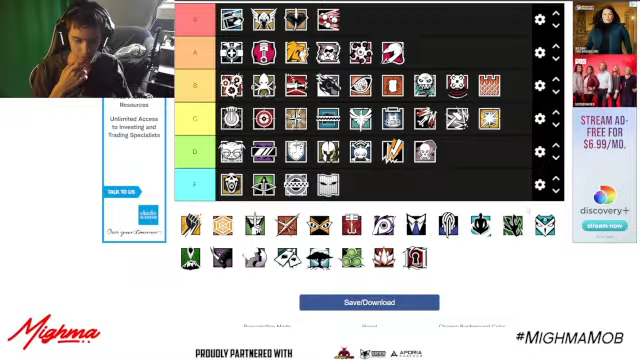 S
A
B
C
D
F
Resources
Unlimited Access
to Investing and
Trading Specialists
TALK TO US
charles SCHWAB
Own your tomorrow.
STREAM AD-
FREE FOR
$6.99/MO.
discovery+
stream now
Save/Download
Mighma
PROUDLY PARTNERED WITH
APORIA
#MIGHMAMOB